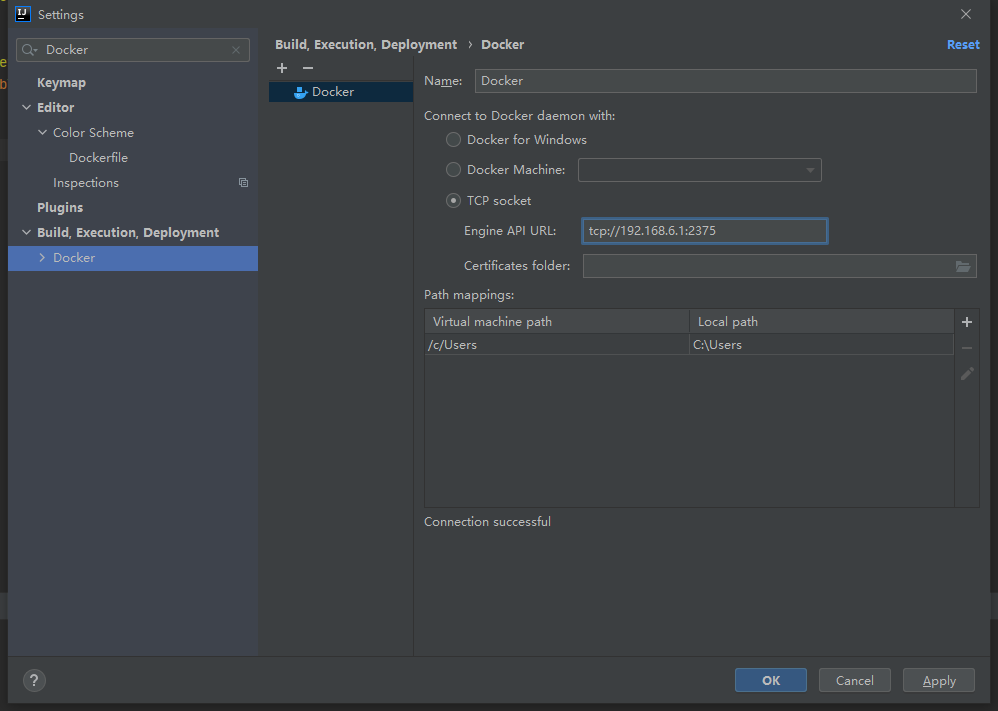 Settings
Docker
Keymap
Editor
Color Scheme
Dockerfile
Inspections
Plugins
Build, Execution, Deployment
Docker
Build, Execution, Deployment › Docker
Reset
Docker
Name: Docker
Connect to Docker daemon with:
Docker for Windows
Docker Machine:
TCP socket
Engine API URL: tcp://192.168.6.1:2375
Certificates folder:
Path mappings:
Virtual machine path Local path
/c/Users C:\Users
Connection successful
? OK Cancel Apply